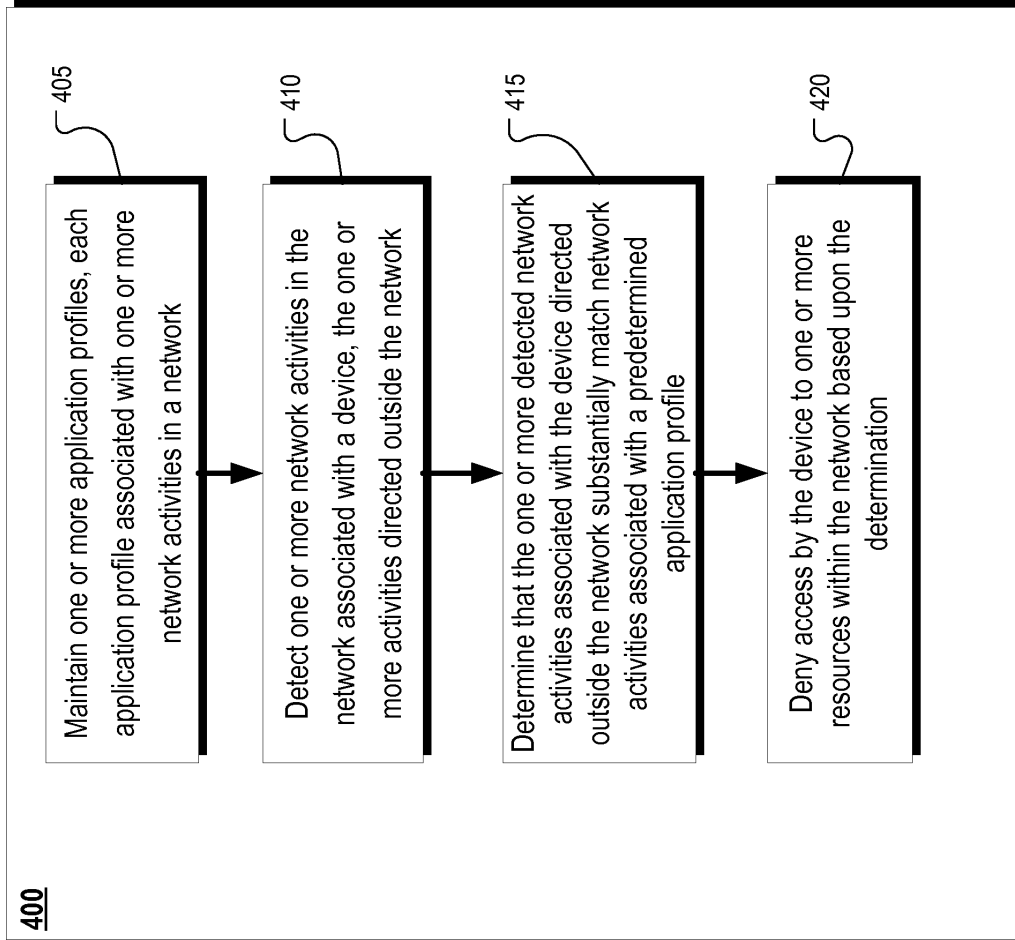 400
Maintain one or more application profiles, each
application profile associated with one or more
network activities in a network
405
Detect one or more network activities in the
network associated with a device, the one or
more activities directed outside the network
410
Determine that the one or more detected network
activities associated with the device directed
outside the network substantially match network
activities associated with a predetermined
application profile
415
Deny access by the device to one or more
resources within the network based upon the
determination
420